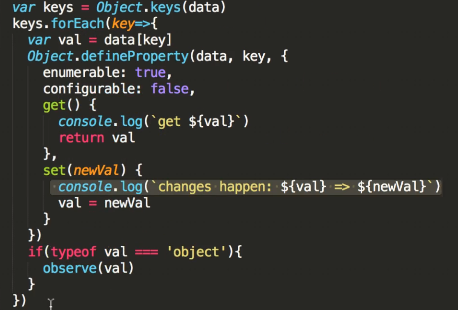 var keys = Object.keys(data)
keys.forEach(key=>{
  var val = data[key]
  Object.defineProperty(data, key, {
    enumerable: true,
    configurable: false,
    get() {
      console.log(`get ${val}`)
      return val
    },
    set(newVal) {
      console.log(`changes happen: ${val} => ${newVal}`)
      val = newVal
    }
  })
  if(typeof val === 'object'){
    observe(val)
  }
})